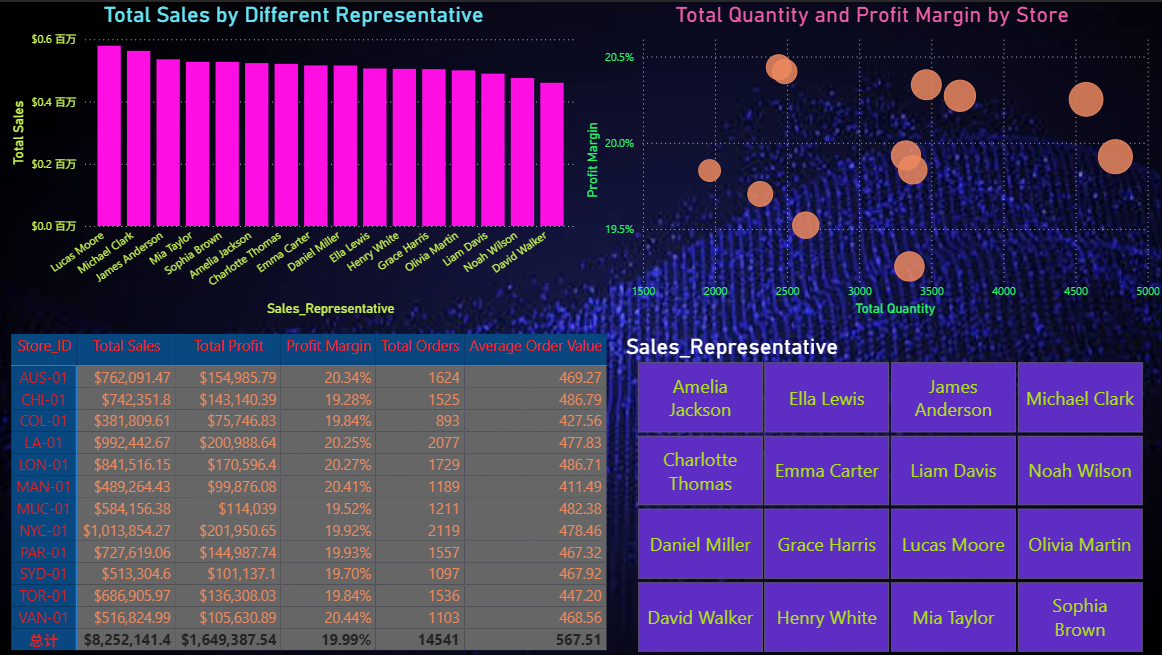 Total Sales by Different Representative
$0.6 百万
$0.4 百万
$0.2 百万
$0.0 百万
Total Sales
Lucas Moore
Michael Clark
James Anderson
Mia Taylor
Sophia Brown
Amelia Jackson
Charlotte Thomas
Emma Carter
Daniel Miller
Ella Lewis
Henry White
Grace Harris
Olivia Martin
Liam Davis
Noah Wilson
David Walker
Sales_Representative
Total Quantity and Profit Margin by Store
20.5%
20.0%
19.5%
Profit Margin
1500 2000 2500 3000 3500 4000 4500 5000
Total Quantity
Store_ID Total Sales Total Profit Profit Margin Total Orders Average Order Value
AUS-01 $762,091.47 $154,985.79 20.34% 1624 469.27
CHI-01 $742,351.8 $143,140.39 19.28% 1525 486.79
COL-01 $381,809.61 $75,746.83 19.84% 893 427.56
LA-01 $992,442.67 $200,988.64 20.25% 2077 477.83
LON-01 $841,516.15 $170,596.4 20.27% 1729 486.71
MAN-01 $489,264.43 $99,876.08 20.41% 1189 411.49
MUC-01 $584,156.38 $114,039 19.52% 1211 482.38
NYC-01 $1,013,854.27 $201,950.65 19.92% 2119 478.46
PAR-01 $727,619.06 $144,987.74 19.93% 1557 467.32
SYD-01 $513,304.6 $101,137.1 19.70% 1097 467.92
TOR-01 $686,905.97 $136,308.03 19.84% 1536 447.20
VAN-01 $516,824.99 $105,630.89 20.44% 1103 468.56
总计 $8,252,141.4 $1,649,387.54 19.99% 14541 567.51
Sales_Representative
Amelia
Jackson
Ella Lewis
James
Anderson
Michael Clark
Charlotte
Thomas
Emma Carter
Liam Davis
Noah Wilson
Daniel Miller
Grace Harris
Lucas Moore
Olivia Martin
David Walker
Henry White
Mia Taylor
Sophia
Brown